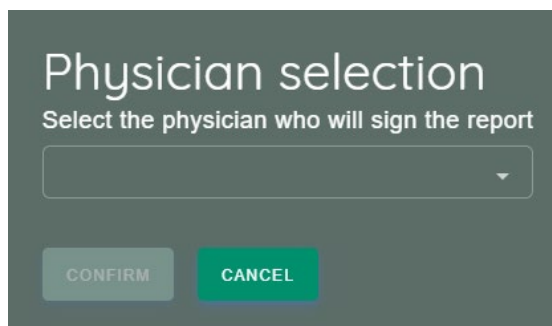 Physician selection
Select the physician who will sign the report
CONFIRM
CANCEL